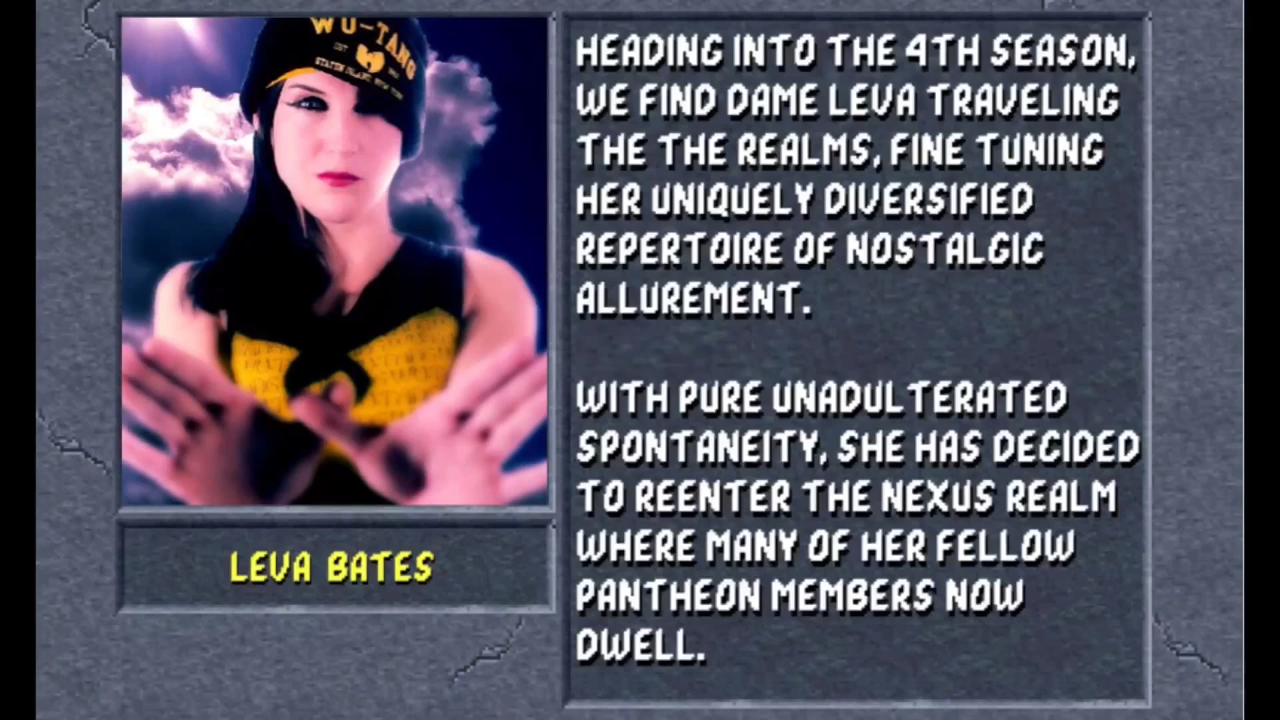 WU-TANG
HEADING INTO THE 4TH SEASON,
WE FIND DAME LEVA TRAVELING
THE THE REALMS, FINE TUNING
HER UNIQUELY DIVERSIFIED
REPERTOIRE OF NOSTALGIC
ALLUREMENT.
WITH PURE UNADULTERATED
SPONTANEITY, SHE HAS DECIDED
TO REENTER THE NEXUS REALM
WHERE MANY OF HER FELLOW
PANTHEON MEMBERS NOW
DWELL.
LEVA BATES